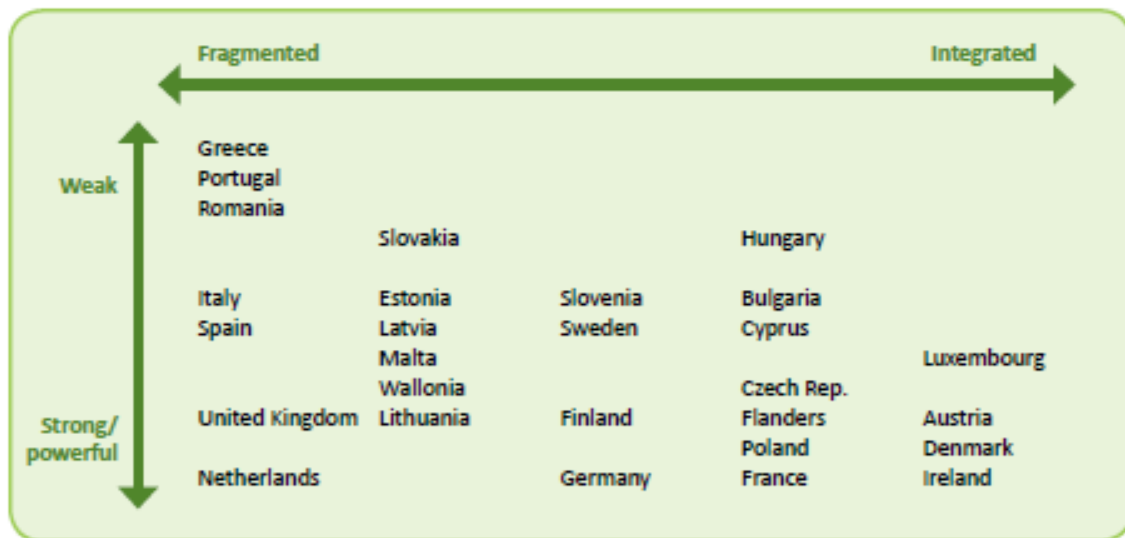 Fragmented Integrated
Greece
Weak Portugal
Romania
Slovakia Hungary
Italy Estonia Slovenia Bulgaria
Spain Latvia Sweden Cyprus
Malta Luxembourg
Wallonia Czech Rep.
Strong/ United Kingdom Lithuania Finland Flanders Austria
powerful Poland Denmark
Netherlands Germany France Ireland